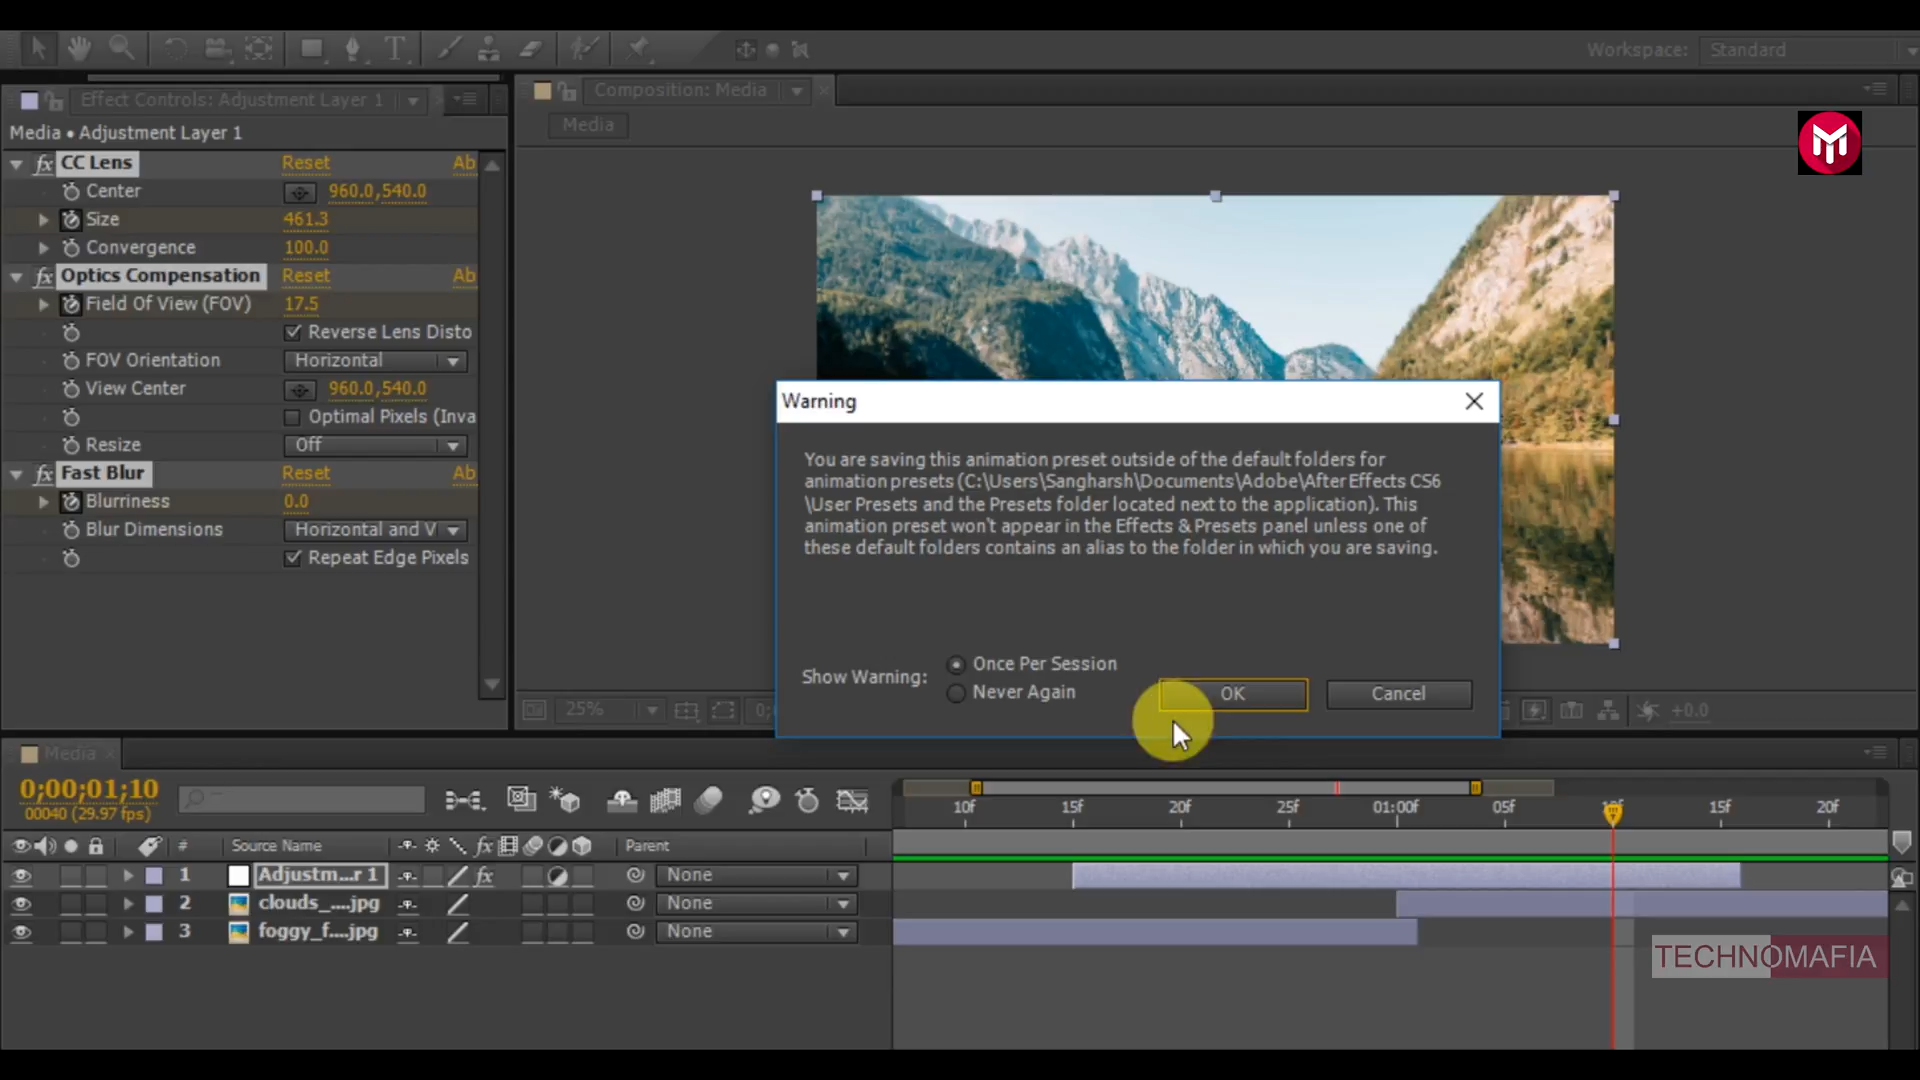 Workspace: Standard
Effect Controls: Adjustment Layer 1
Composition: Media
Media • Adjustment Layer 1
Media
fx CC Lens Reset Ab
Center 960.0,540.0
Size 461.3
Convergence 100.0
fx Optics Compensation Reset Ab
Field Of View (FOV) 17.5
Reverse Lens Disto
FOV Orientation Horizontal
View Center 960.0,540.0
Optimal Pixels (Inva
Resize Off
fx Fast Blur Reset Ab
Blurriness 0.0
Blur Dimensions Horizontal and V
Repeat Edge Pixels
Warning
You are saving this animation preset outside of the default folders for
animation presets (C:\Users\Sangharsh\Documents\Adobe\After Effects CS6
\User Presets and the Presets folder located next to the application). This
animation preset won't appear in the Effects & Presets panel unless one of
these default folders contains an alias to the folder in which you are saving.
Show Warning:
Once Per Session
Never Again
OK
Cancel
25%
+0.0
Media
0;00;01;10
00040 (29.97 fps)
10f 15f 20f 25f 01:00f 05f 15f 20f
# Source Name fx Parent
1 Adjustm...r 1 fx None
2 clouds_....jpg None
3 foggy_f...jpg None
TECHNOMAFIA